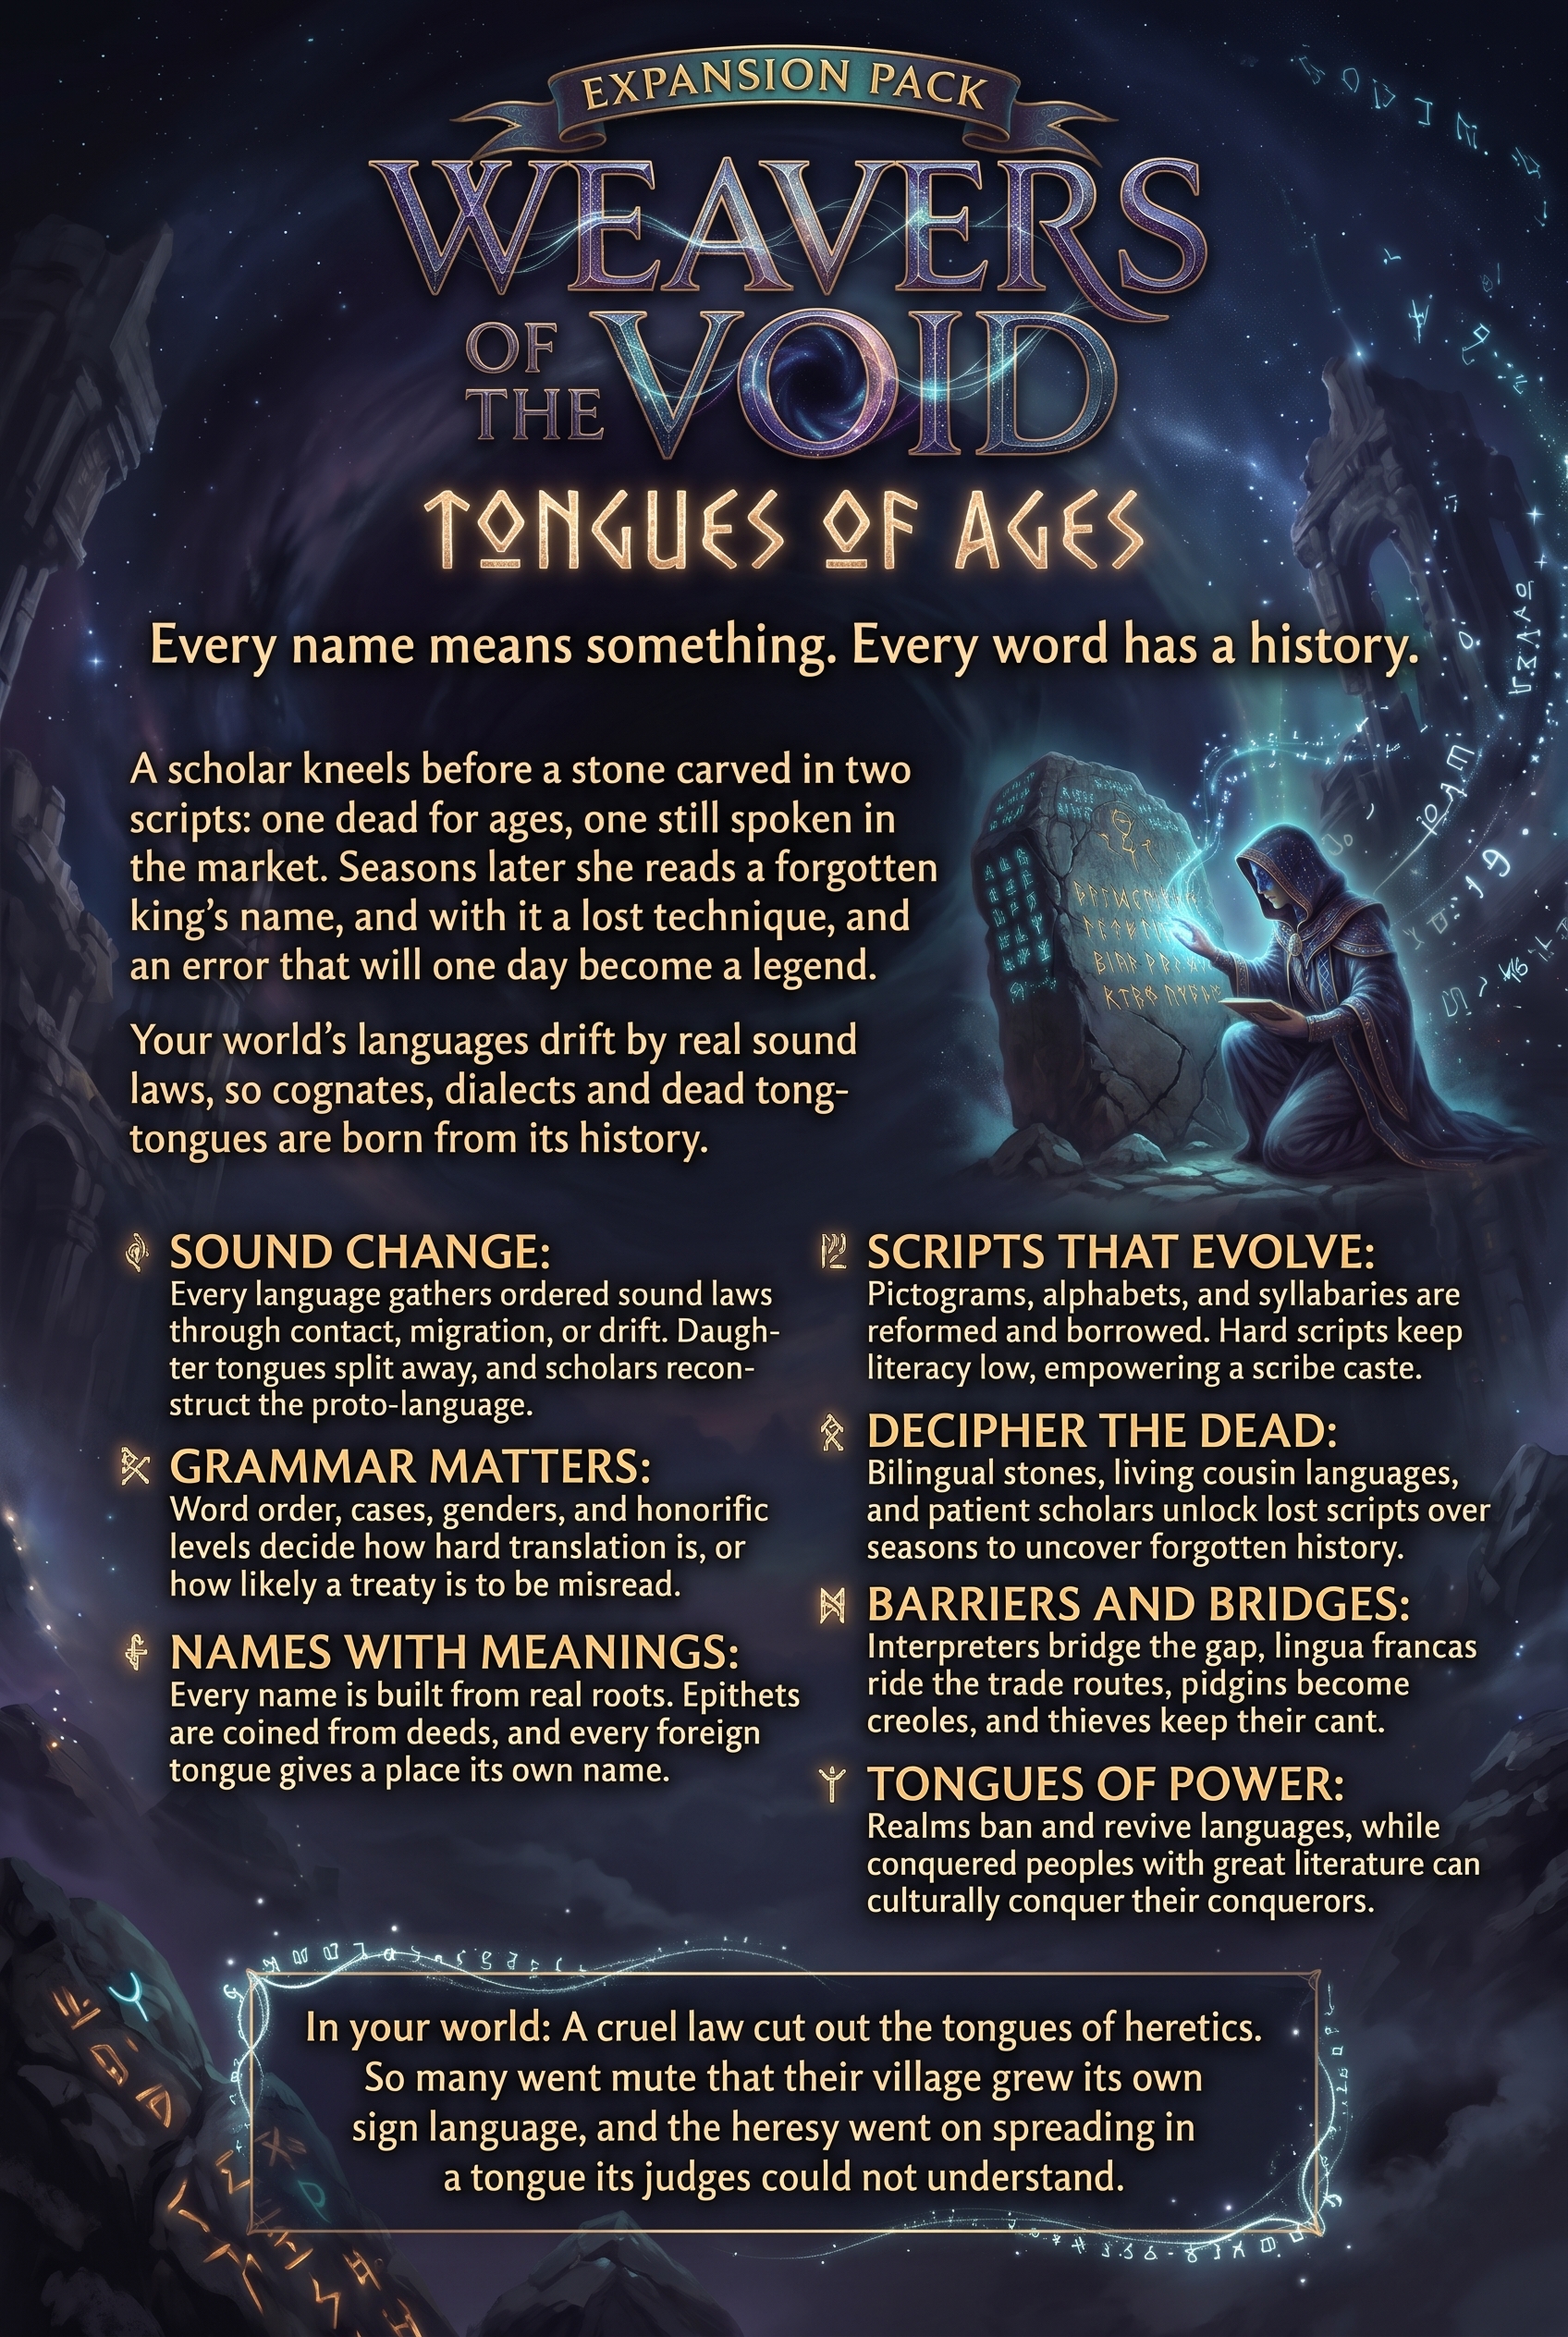 EXPANSION PACK
WEAVERS
OF THE VOID
TONGUES OF AGES
Every name means something. Every word has a history.
A scholar kneels before a stone carved in two
scripts: one dead for ages, one still spoken in
the market. Seasons later she reads a forgotten
king’s name, and with it a lost technique, and
an error that will one day become a legend.
Your world’s languages drift by real sound
laws, so cognates, dialects and dead tong-
tongues are born from its history.
SOUND CHANGE:
Every language gathers ordered sound laws
through contact, migration, or drift. Daugh-
ter tongues split away, and scholars recon-
struct the proto-language.
GRAMMAR MATTERS:
Word order, cases, genders, and honorific
levels decide how hard translation is, or
how likely a treaty is to be misread.
NAMES WITH MEANINGS:
Every name is built from real roots. Epithets
are coined from deeds, and every foreign
tongue gives a place its own name.
SCRIPTS THAT EVOLVE:
Pictograms, alphabets, and syllabaries are
reformed and borrowed. Hard scripts keep
literacy low, empowering a scribe caste.
DECIPHER THE DEAD:
Bilingual stones, living cousin languages,
and patient scholars unlock lost scripts over
seasons to uncover forgotten history.
BARRIERS AND BRIDGES:
Interpreters bridge the gap, lingua francas
ride the trade routes, pidgins become
creoles, and thieves keep their cant.
TONGUES OF POWER:
Realms ban and revive languages, while
conquered peoples with great literature can
culturally conquer their conquerors.
In your world: A cruel law cut out the tongues of heretics.
So many went mute that their village grew its own
sign language, and the heresy went on spreading in
a tongue its judges could not understand.